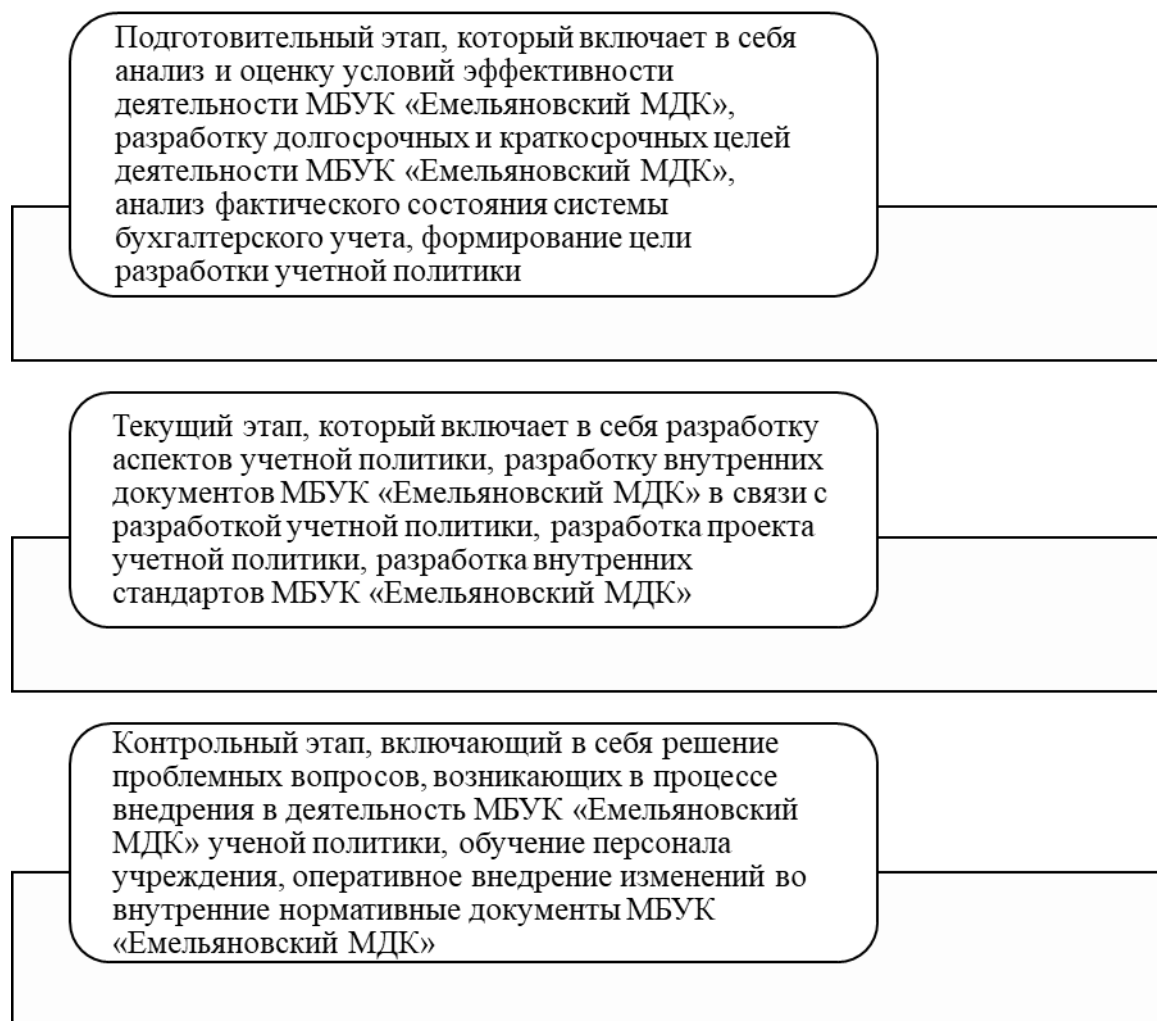 Подготовительный этап, который включает в себя
анализ и оценку условий эффективности
деятельности МБУК «Емельяновский МДК»,
разработку долгосрочных и краткосрочных целей
деятельности МБУК «Емельяновский МДК»,
анализ фактического состояния системы
бухгалтерского учета, формирование цели
разработки учетной политики
Текущий этап, который включает в себя разработку
аспектов учетной политики, разработку внутренних
документов МБУК «Емельяновский МДК» в связи с
разработкой учетной политики, разработка проекта
учетной политики, разработка внутренних
стандартов МБУК «Емельяновский МДК»
Контрольный этап, включающий в себя решение
проблемных вопросов, возникающих в процессе
внедрения в деятельность МБУК «Емельяновский
МДК» ученой политики, обучение персонала
учреждения, оперативное внедрение изменений во
внутренние нормативные документы МБУК
«Емельяновский МДК»